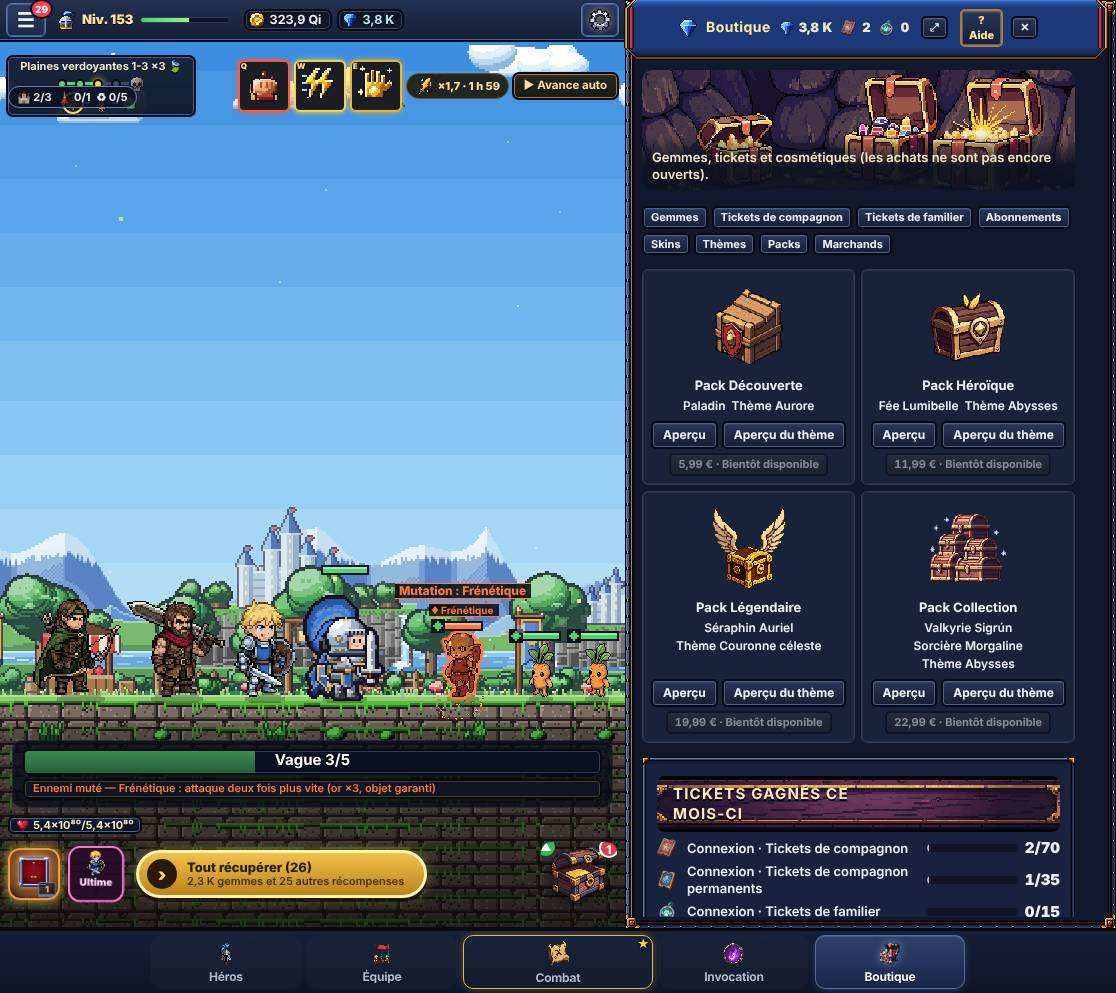 29
Niv. 153
323,9 Qi
3,8 K
Plaines verdoyantes 1-3 ×3
2/3
0/1
0/5
Q
W
E
×1,7 · 1 h 59
▶ Avance auto
Mutation : Frénétique
♦ Frénétique
Vague 3/5
Ennemi muté — Frénétique : attaque deux fois plus vite (or ×3, objet garanti)
5,4×10⁸⁰/5,4×10⁸⁰
1
Ultime
Tout récupérer (26)
2,3 K gemmes et 25 autres récompenses
1
Boutique
3,8 K
2
0
?
Aide
Gemmes, tickets et cosmétiques (les achats ne sont pas encore
ouverts).
Gemmes
Tickets de compagnon
Tickets de familier
Abonnements
Skins
Thèmes
Packs
Marchands
Pack Découverte
Paladin Thème Aurore
Aperçu
Aperçu du thème
5,99 € · Bientôt disponible
Pack Héroïque
Fée Lumibelle Thème Abysses
Aperçu
Aperçu du thème
11,99 € · Bientôt disponible
Pack Légendaire
Séraphin Auriel
Thème Couronne céleste
Aperçu
Aperçu du thème
19,99 € · Bientôt disponible
Pack Collection
Valkyrie Sigrún
Sorcière Morgaline
Thème Abysses
Aperçu
Aperçu du thème
22,99 € · Bientôt disponible
TICKETS GAGNÉS CE
MOIS-CI
Connexion · Tickets de compagnon
2/70
Connexion · Tickets de compagnon
permanents
1/35
Connexion · Tickets de familier
0/15
Héros
Équipe
Combat
Invocation
Boutique